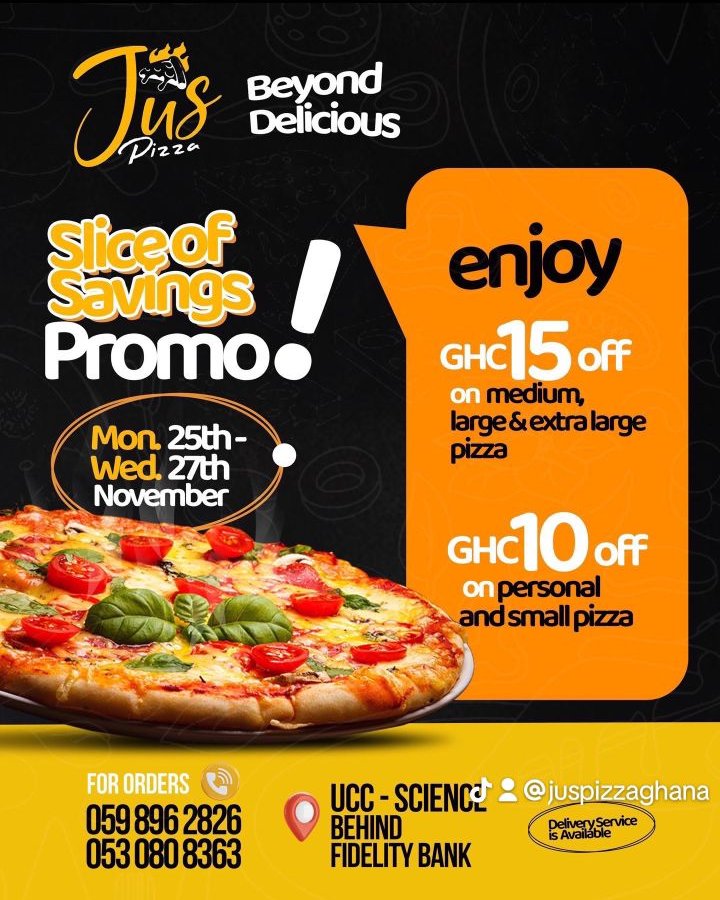 Jus
Pizza
Beyond
Delicious
Slice of
Savings
Promo!
Mon. 25th -
Wed. 27th
November
enjoy
GHC15 off
on medium,
large & extra large
pizza
GHC10 off
on personal
and small pizza
FOR ORDERS
059 896 2826
053 080 8363
UCC - SCIENCE
BEHIND
FIDELITY BANK
@juspizzaghana
Delivery Service
is Available